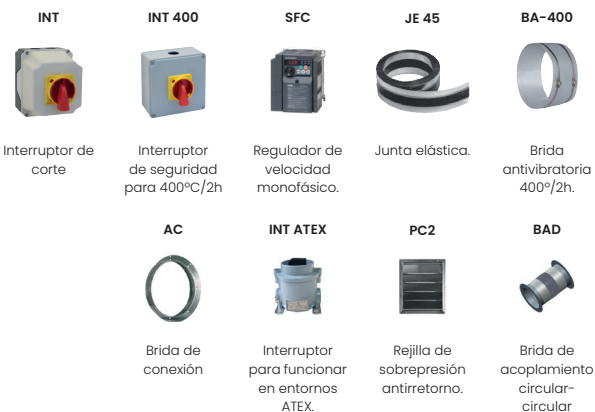 INT
INT 400
SFC
JE 45
BA-400
Interruptor de
corte
Interruptor
de seguridad
para 400ºC/2h
Regulador de
velocidad
monofásico.
Junta elástica.
Brida
antivibratoria
400º/2h.
AC
INT ATEX
PC2
BAD
Brida de
conexión
Interruptor
para funcionar
en entornos
ATEX.
Rejilla de
sobrepresión
antirretorno.
Brida de
acoplamiento
circular-
circular